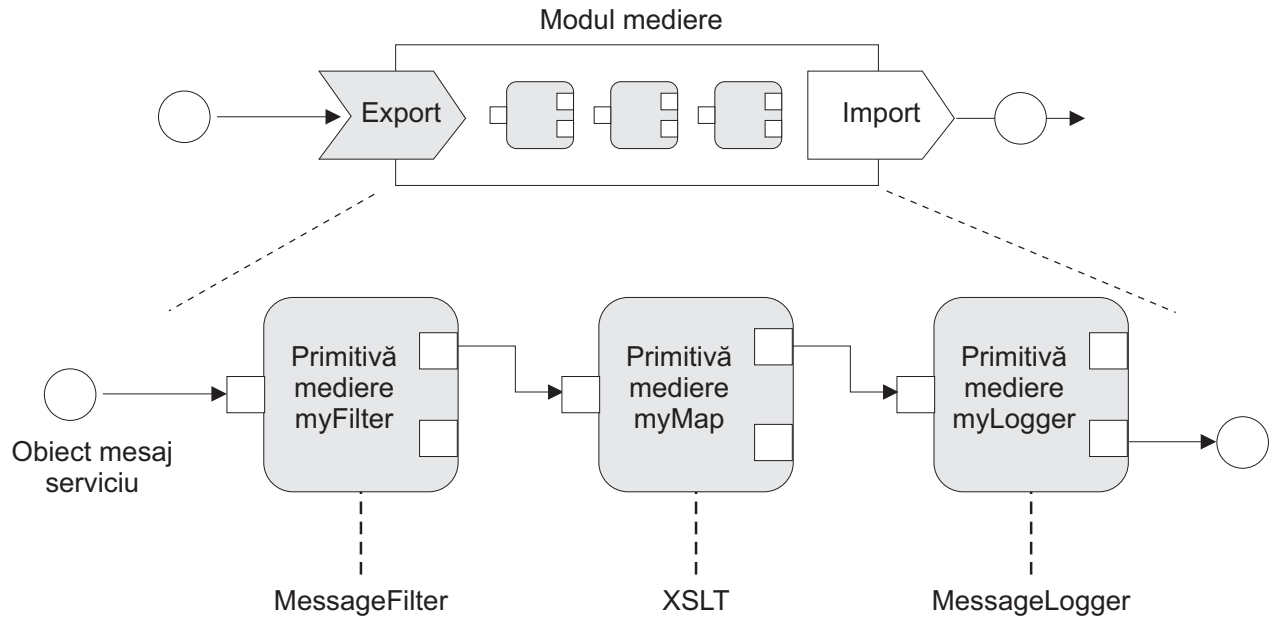 Modul mediere
Export
Import
Primitivă
mediere
myFilter
Primitivă
mediere
myMap
Primitivă
mediere
myLogger
Obiect mesaj
serviciu
MessageFilter
XSLT
MessageLogger